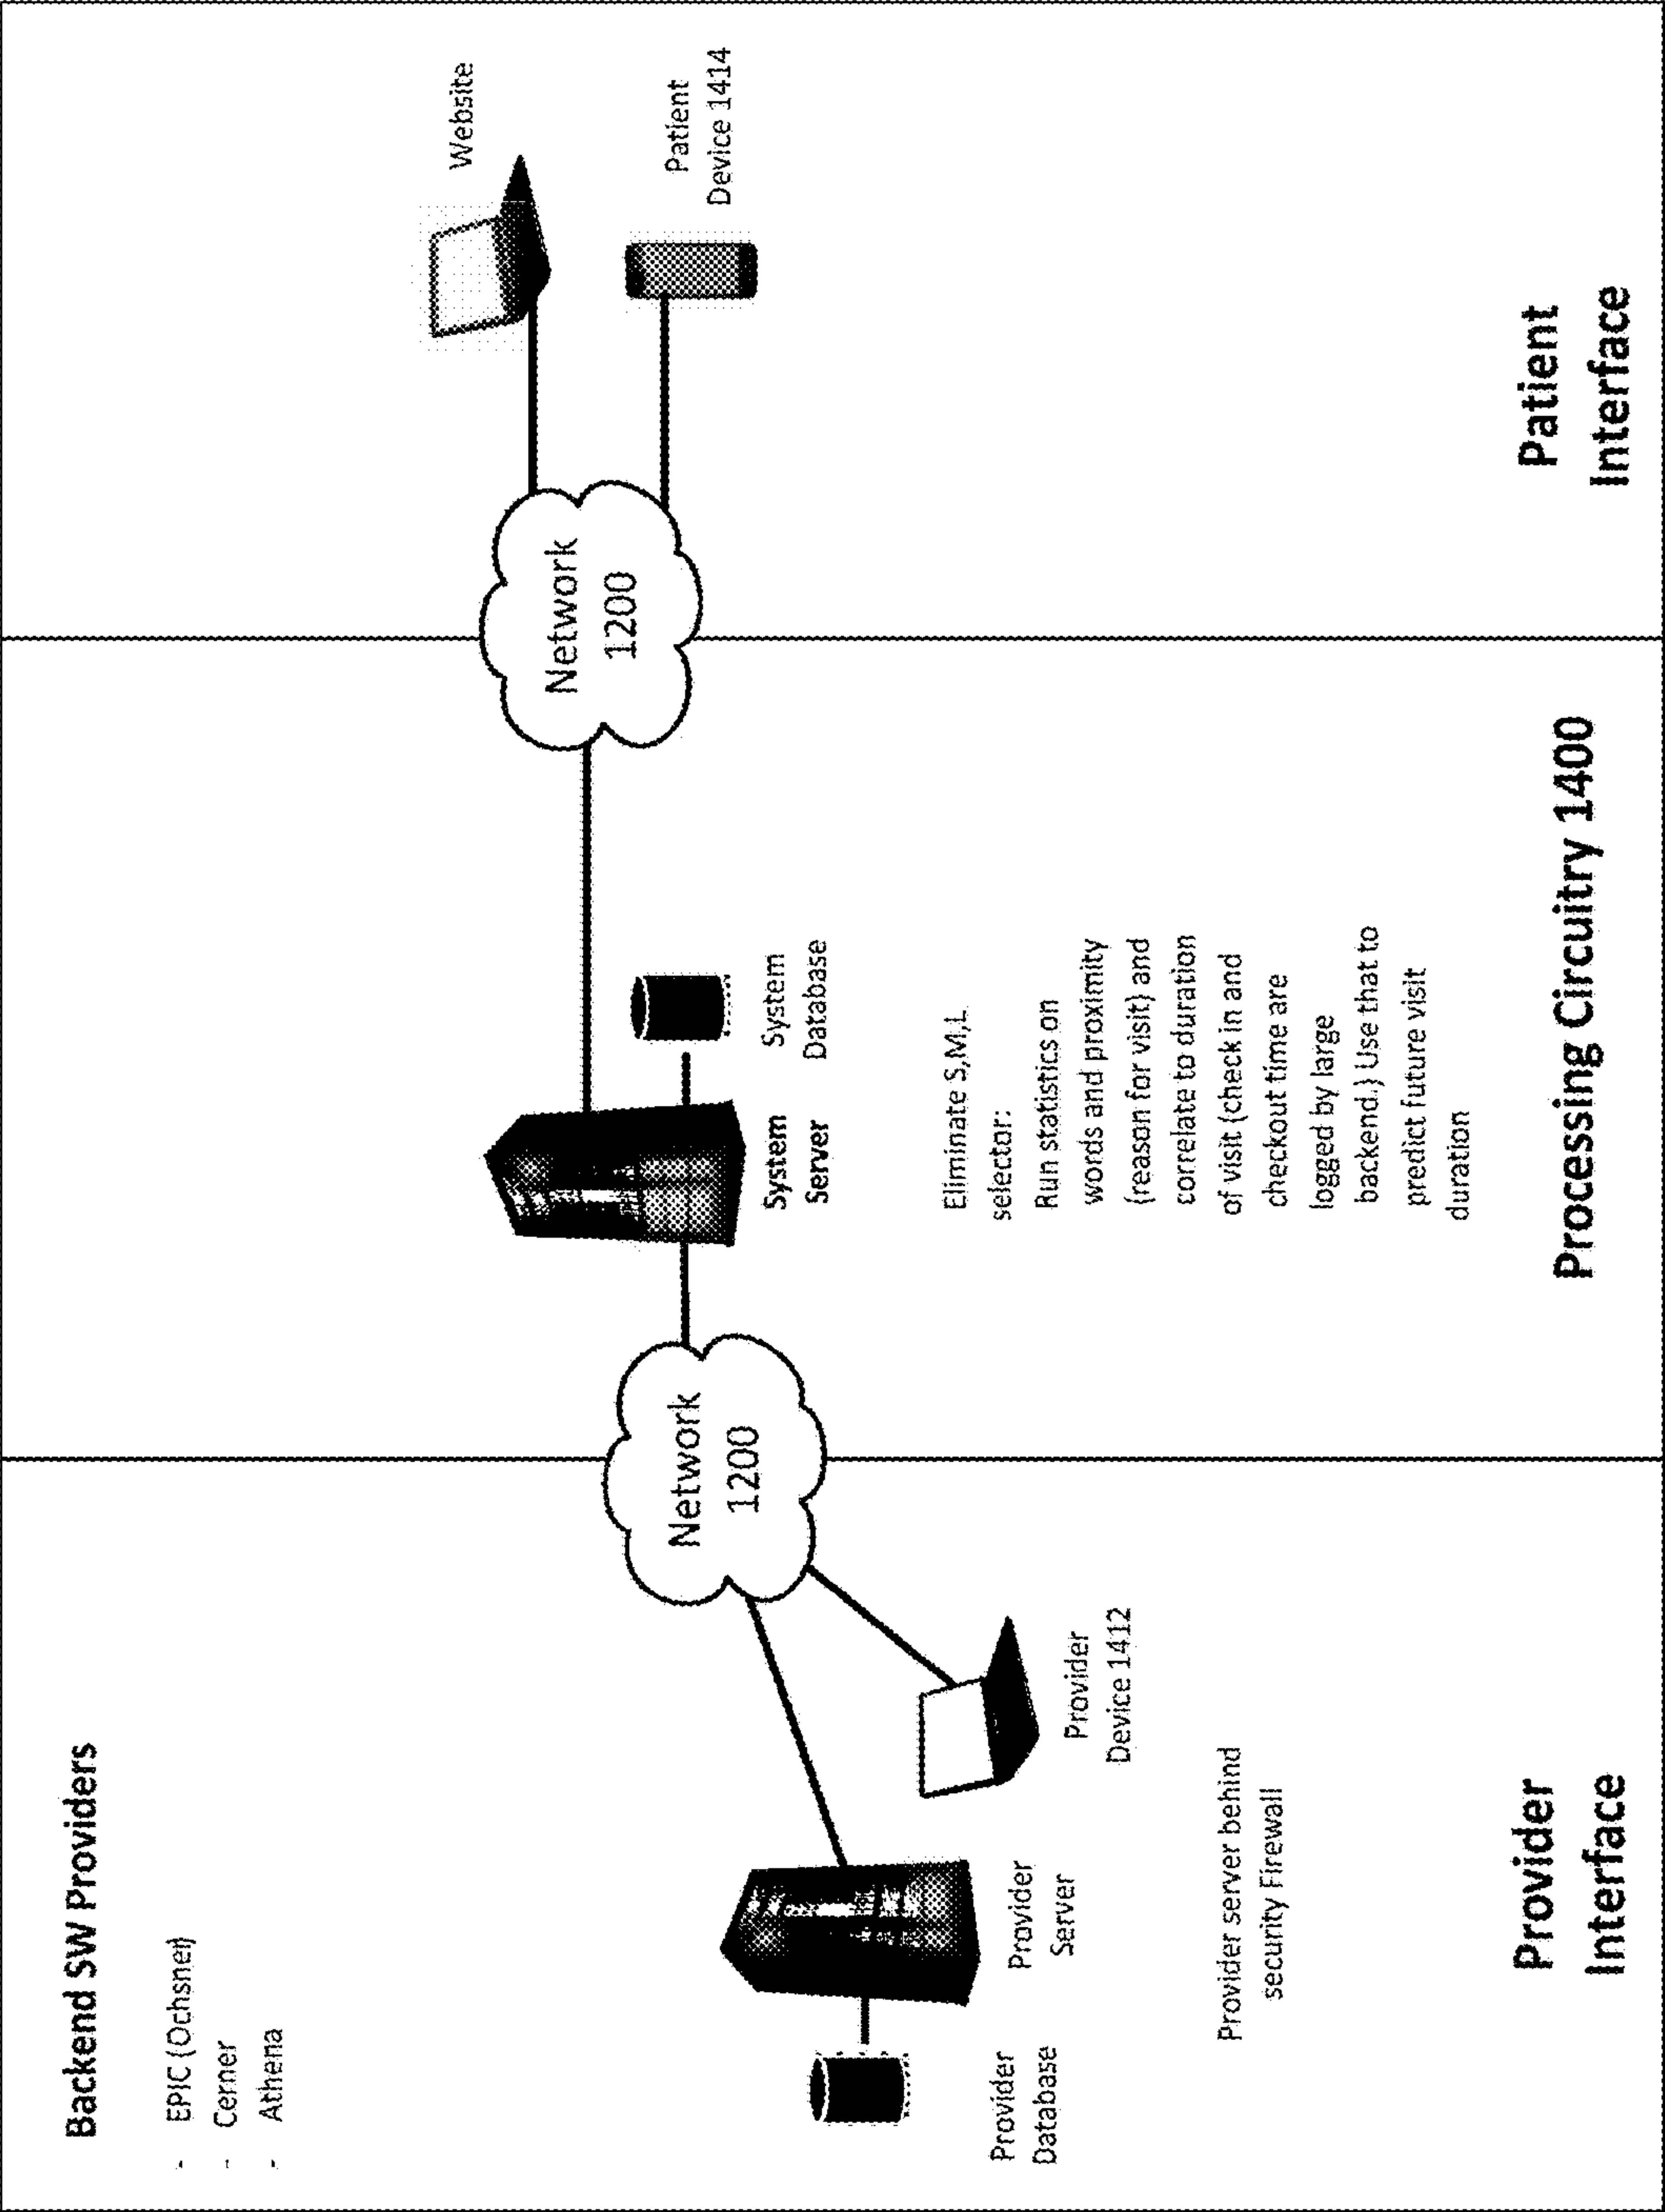 Backend SW Providers
- EPIC (Ochsner)
- Cerner
- Athena
Provider
Database
Provider
Server
Provider
Device 1412
Provider server behind
security Firewall
Provider
Interface
Network
1200
System
Server
System
Database
Eliminate S,M,L
selector:
Run statistics on
words and proximity
(reason for visit) and
correlate to duration
of visit (check in and
checkout time are
logged by large
backend.) Use that to
predict future visit
duration
Processing Circuitry 1400
Network
1200
Website
Patient
Device 1414
Patient
Interface